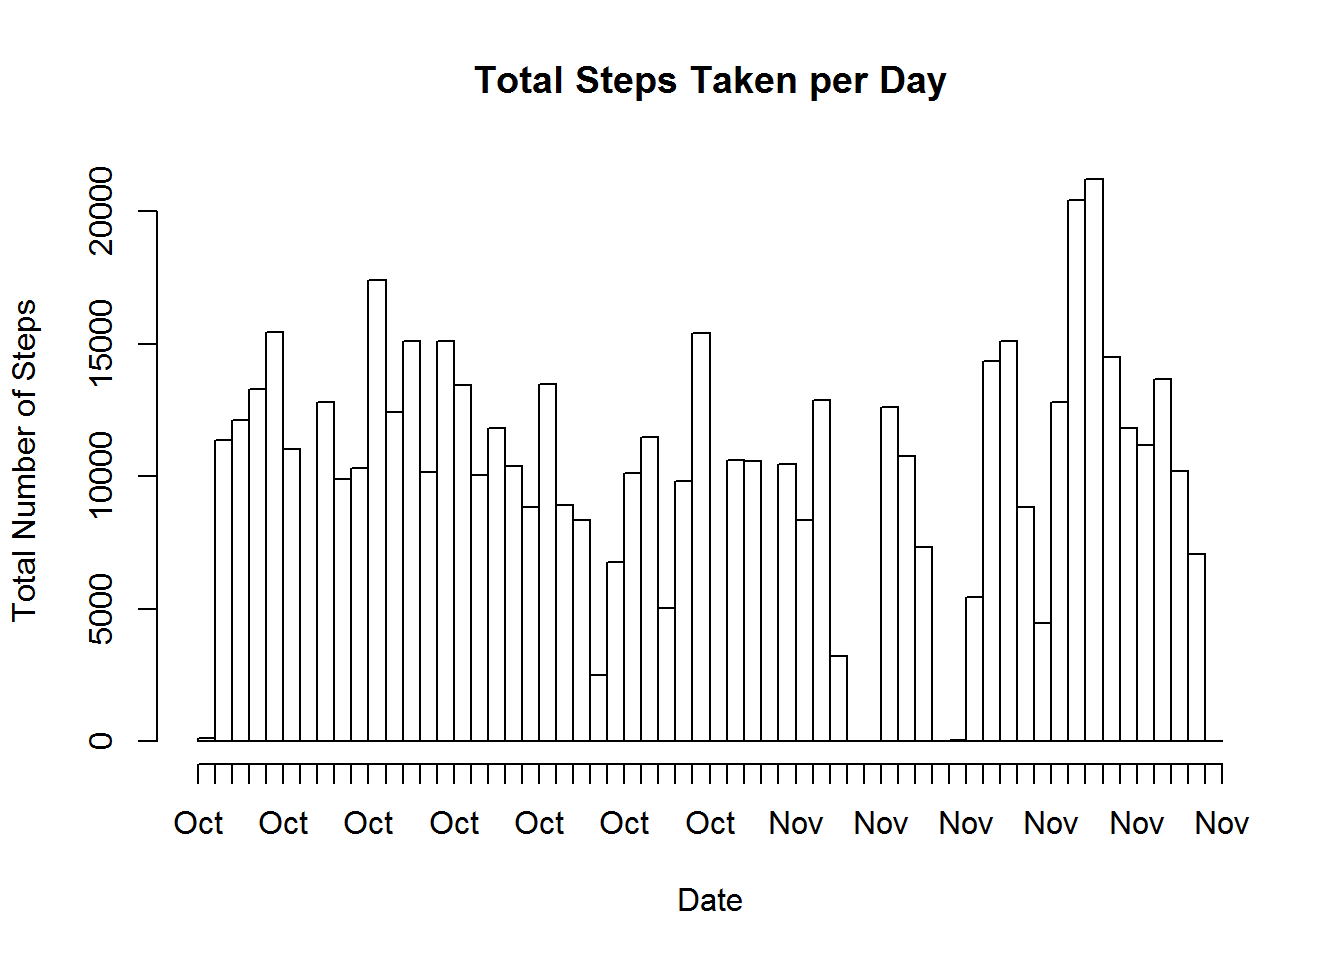 Total Steps Taken per Day
Total Number of Steps
20000
15000
10000
5000
0
Oct Oct Oct Oct Oct Oct Oct Nov Nov Nov Nov Nov Nov
Date